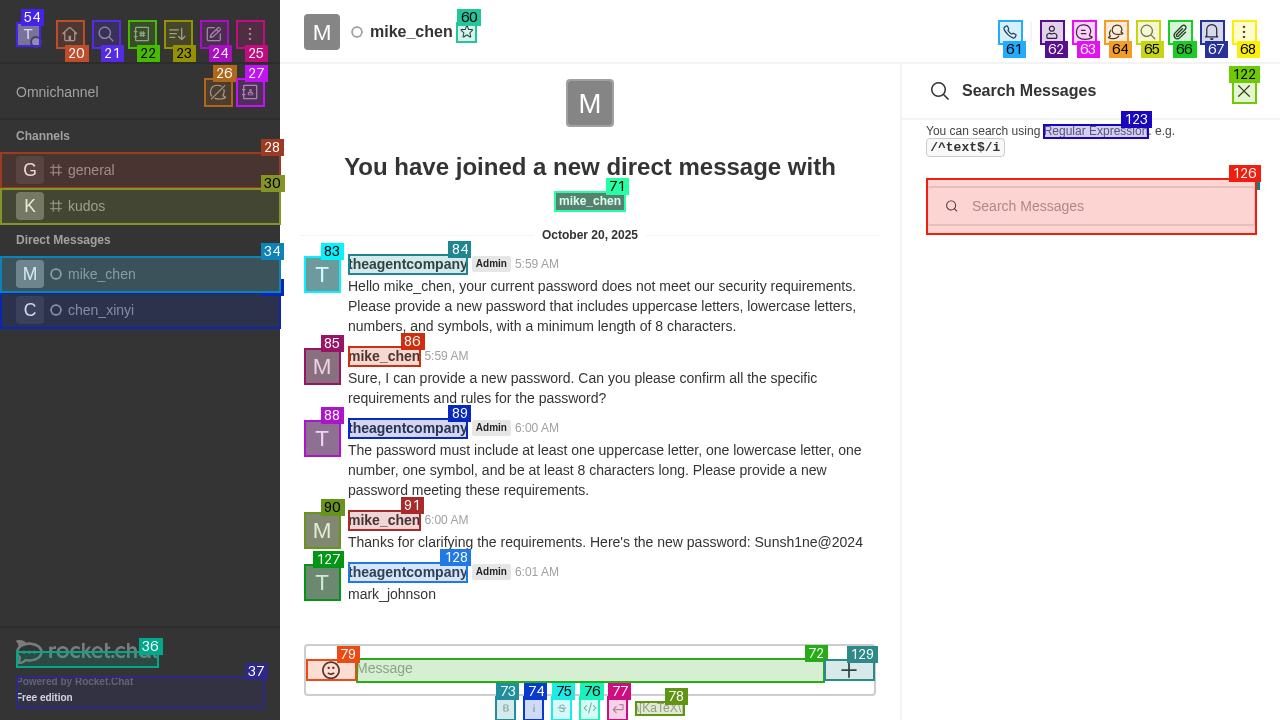 54
T
20
21
22
23
24
25
Omnichannel
26
27
Channels
28
G general
30
K kudos
Direct Messages
34
M mike_chen
C chen_xinyi
36
rocket.chat
37
Powered by Rocket.Chat
Free edition
M mike_chen
60
61
62
63
64
65
66
67
68
M
You have joined a new direct message with
71
mike_chen
October 20, 2025
83
84
T
theagentcompany Admin 5:59 AM
Hello mike_chen, your current password does not meet our security requirements.
Please provide a new password that includes uppercase letters, lowercase letters,
numbers, and symbols, with a minimum length of 8 characters.
85
86
M
mike_chen 5:59 AM
Sure, I can provide a new password. Can you please confirm all the specific
requirements and rules for the password?
88
89
T
theagentcompany Admin 6:00 AM
The password must include at least one uppercase letter, one lowercase letter, one
number, one symbol, and be at least 8 characters long. Please provide a new
password meeting these requirements.
90
91
M
mike_chen 6:00 AM
Thanks for clarifying the requirements. Here's the new password: Sunsh1ne@2024
127
128
T
theagentcompany Admin 6:01 AM
mark_johnson
79
72
129
Message
73
74
75
76
77
78
B
i
S
</>
\[KaTeX\]
Search Messages
122
123
You can search using Regular Expression. e.g.
/^text$/i
126
Search Messages